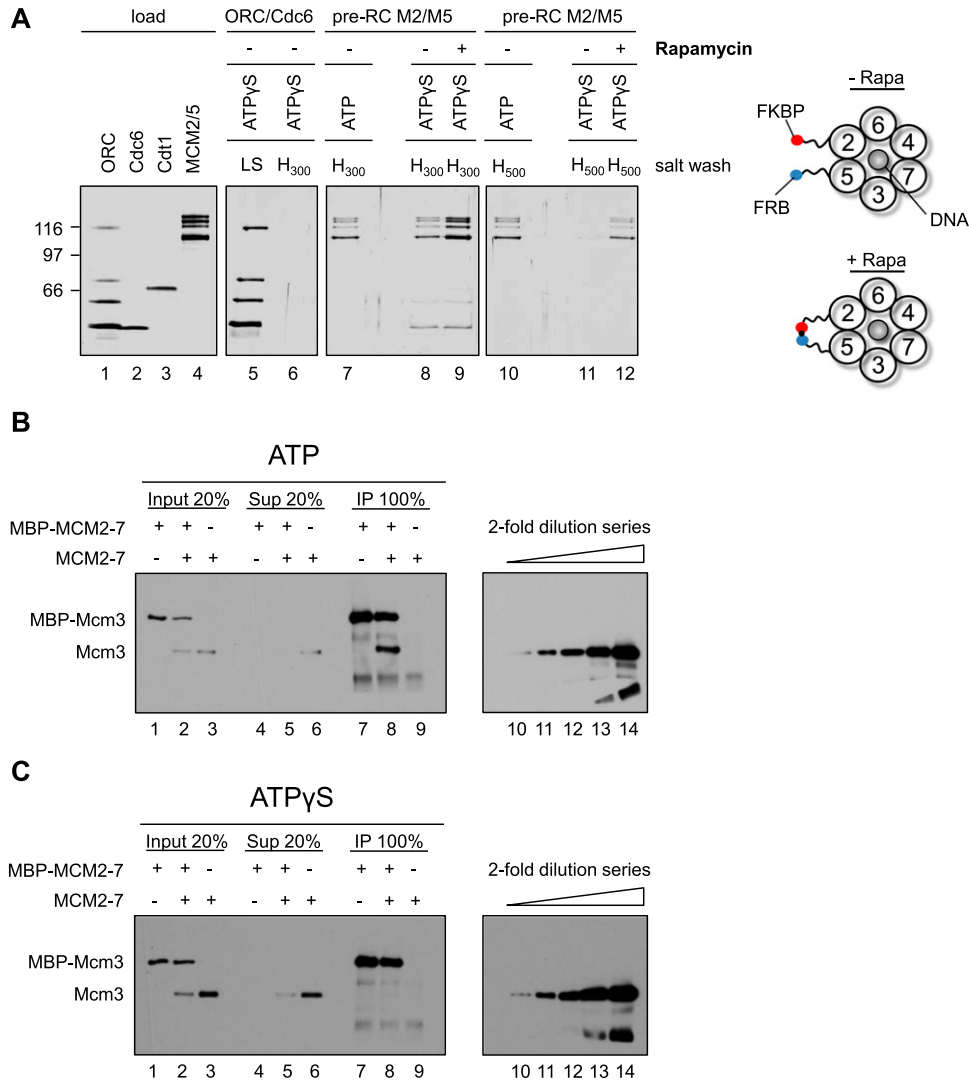 A
load
ORC/Cdc6
pre-RC M2/M5
pre-RC M2/M5
- - - - + - - + Rapamycin
ORC
Cdc6
Cdt1
MCM2/5
ATPγS
ATPγS
ATP
ATPγS
ATPγS
ATP
ATPγS
ATPγS
LS H300 H300 H300 H300 H500 H500 H500 salt wash
116
97
66
1 2 3 4 5 6 7 8 9 10 11 12
- Rapa
FKBP
FRB
DNA
6
2 4
5 7
3
+ Rapa
6
2 4
5 7
3
B
ATP
Input 20% Sup 20% IP 100%
MBP-MCM2-7 + + - + + - + + -
MCM2-7 - + + - + + - + +
2-fold dilution series
MBP-Mcm3
Mcm3
1 2 3 4 5 6 7 8 9 10 11 12 13 14
C
ATPγS
Input 20% Sup 20% IP 100%
MBP-MCM2-7 + + - + + - + + -
MCM2-7 - + + - + + - + +
2-fold dilution series
MBP-Mcm3
Mcm3
1 2 3 4 5 6 7 8 9 10 11 12 13 14